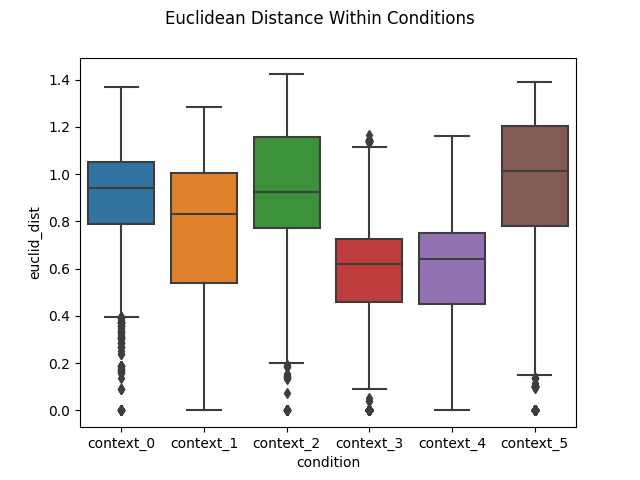 Euclidean Distance Within Conditions
euclid_dist
1.4
1.2
1.0
0.8
0.6
0.4
0.2
0.0
context_0 context_1 context_2 context_3 context_4 context_5
condition